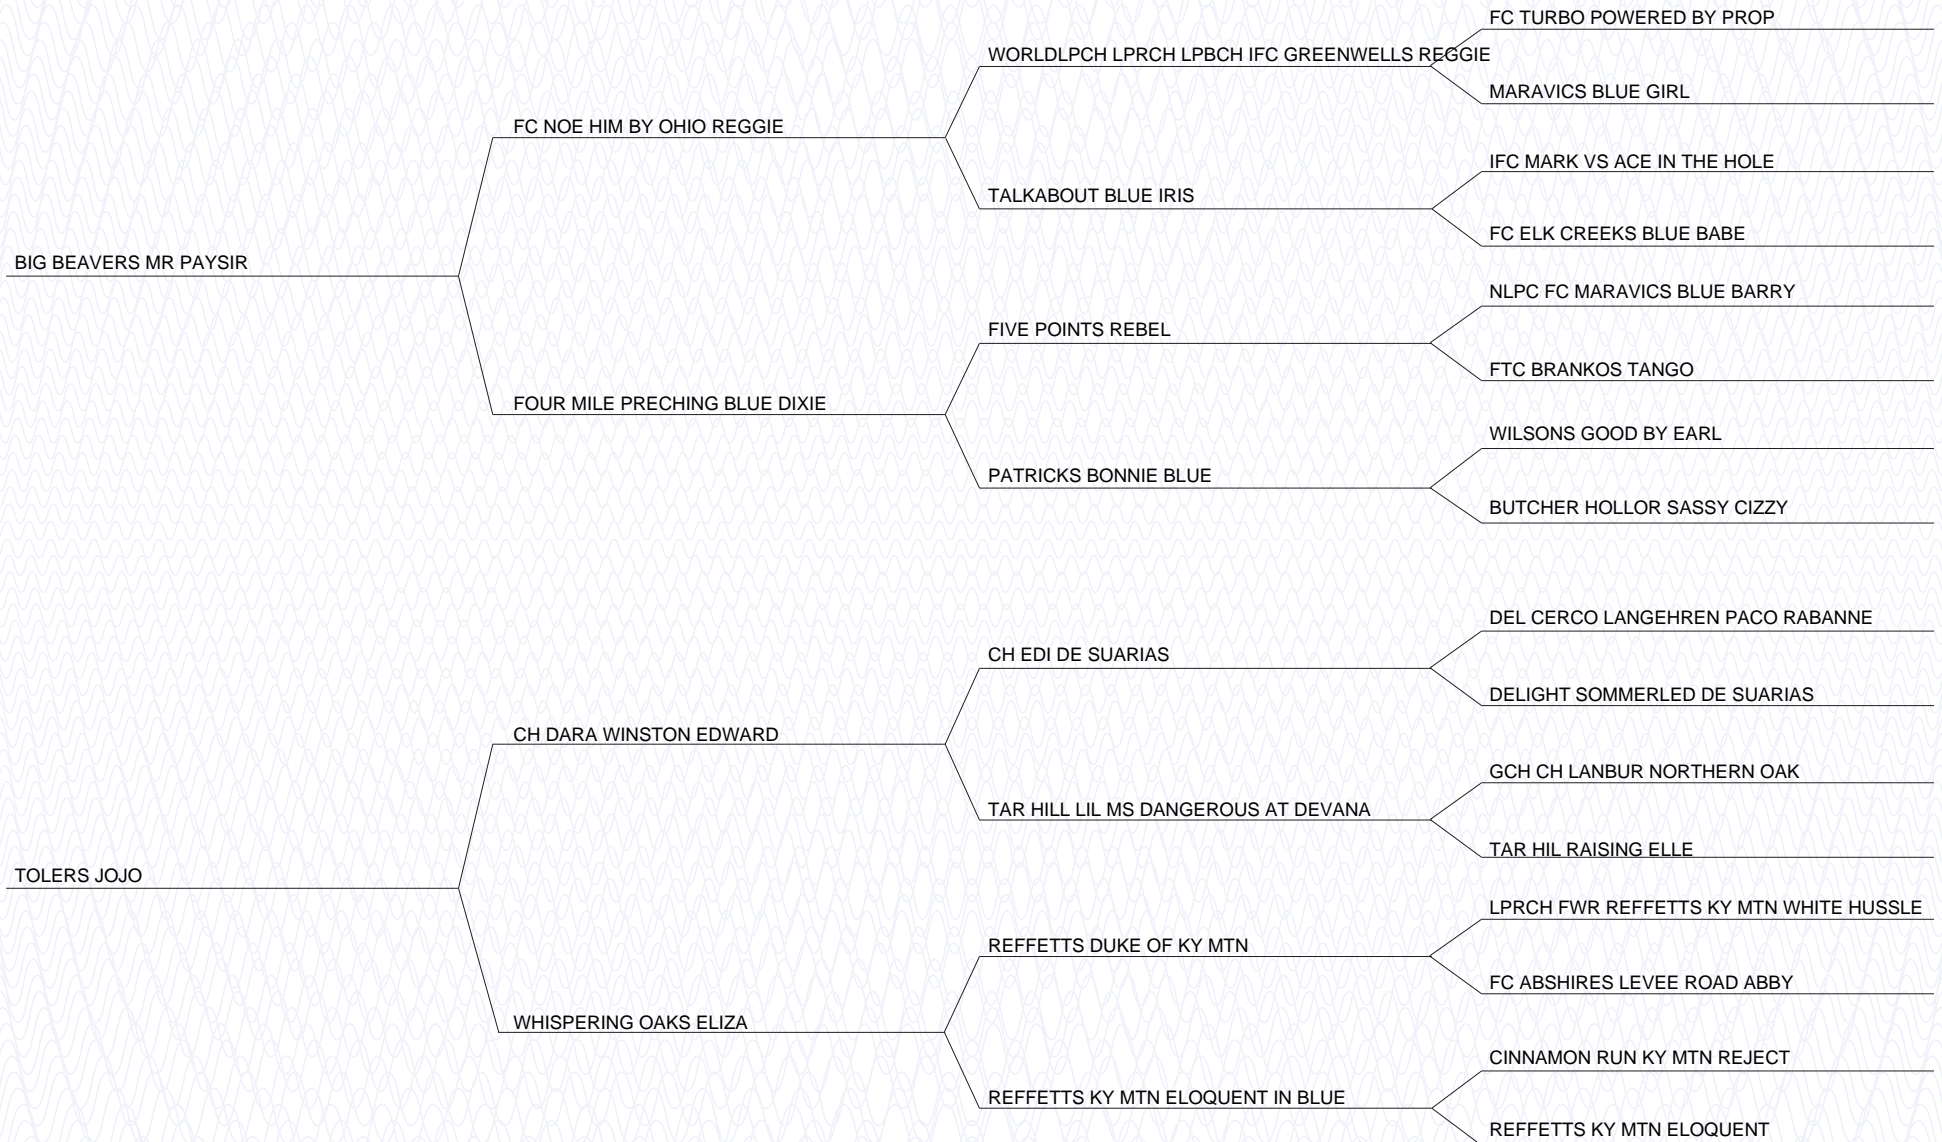 FC TURBO POWERED BY PROP
WORLDLPCH LPRCH LPBCH IFC GREENWELLS REGGIE
MARAVICS BLUE GIRL
FC NOE HIM BY OHIO REGGIE
IFC MARK VS ACE IN THE HOLE
TALKABOUT BLUE IRIS
FC ELK CREEKS BLUE BABE
BIG BEAVERS MR PAYSIR
NLPC FC MARAVICS BLUE BARRY
FIVE POINTS REBEL
FTC BRANKOS TANGO
FOUR MILE PRECHING BLUE DIXIE
WILSONS GOOD BY EARL
PATRICKS BONNIE BLUE
BUTCHER HOLLOR SASSY CIZZY
DEL CERCO LANGEHREN PACO RABANNE
CH EDI DE SUARIAS
DELIGHT SOMMERLED DE SUARIAS
CH DARA WINSTON EDWARD
GCH CH LANBUR NORTHERN OAK
TAR HILL LIL MS DANGEROUS AT DEVANA
TAR HIL RAISING ELLE
TOLERS JOJO
LPRCH FWR REFFETTS KY MTN WHITE HUSSLE
REFFETTS DUKE OF KY MTN
FC ABSHIRES LEVEE ROAD ABBY
WHISPERING OAKS ELIZA
CINNAMON RUN KY MTN REJECT
REFFETTS KY MTN ELOQUENT IN BLUE
REFFETTS KY MTN ELOQUENT